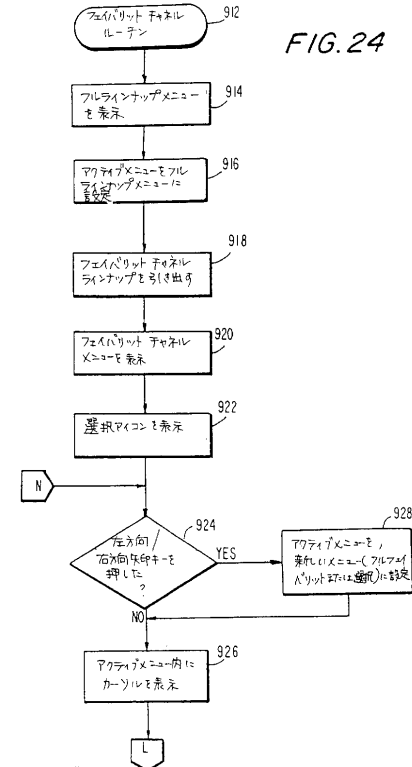 フェイバリット チャネル
ルーチン
912
FIG. 24
フルラインナップメニュー
を表示
914
アクティブメニューをフル
ラインナップメニューに
設定
916
フェイバリット チャネル
ラインナップを引き出す
918
フェイバリット チャネル
メニューを表示
920
選択アイコンを表示
922
N
左方向/
右方向矢印キーを
押した
?
924
YES
アクティブメニューを,
新しいメニュー(フルフェイ
バリットまたは選択)に設定
928
NO
アクティブメニュー内に
カーソルを表示
926
L